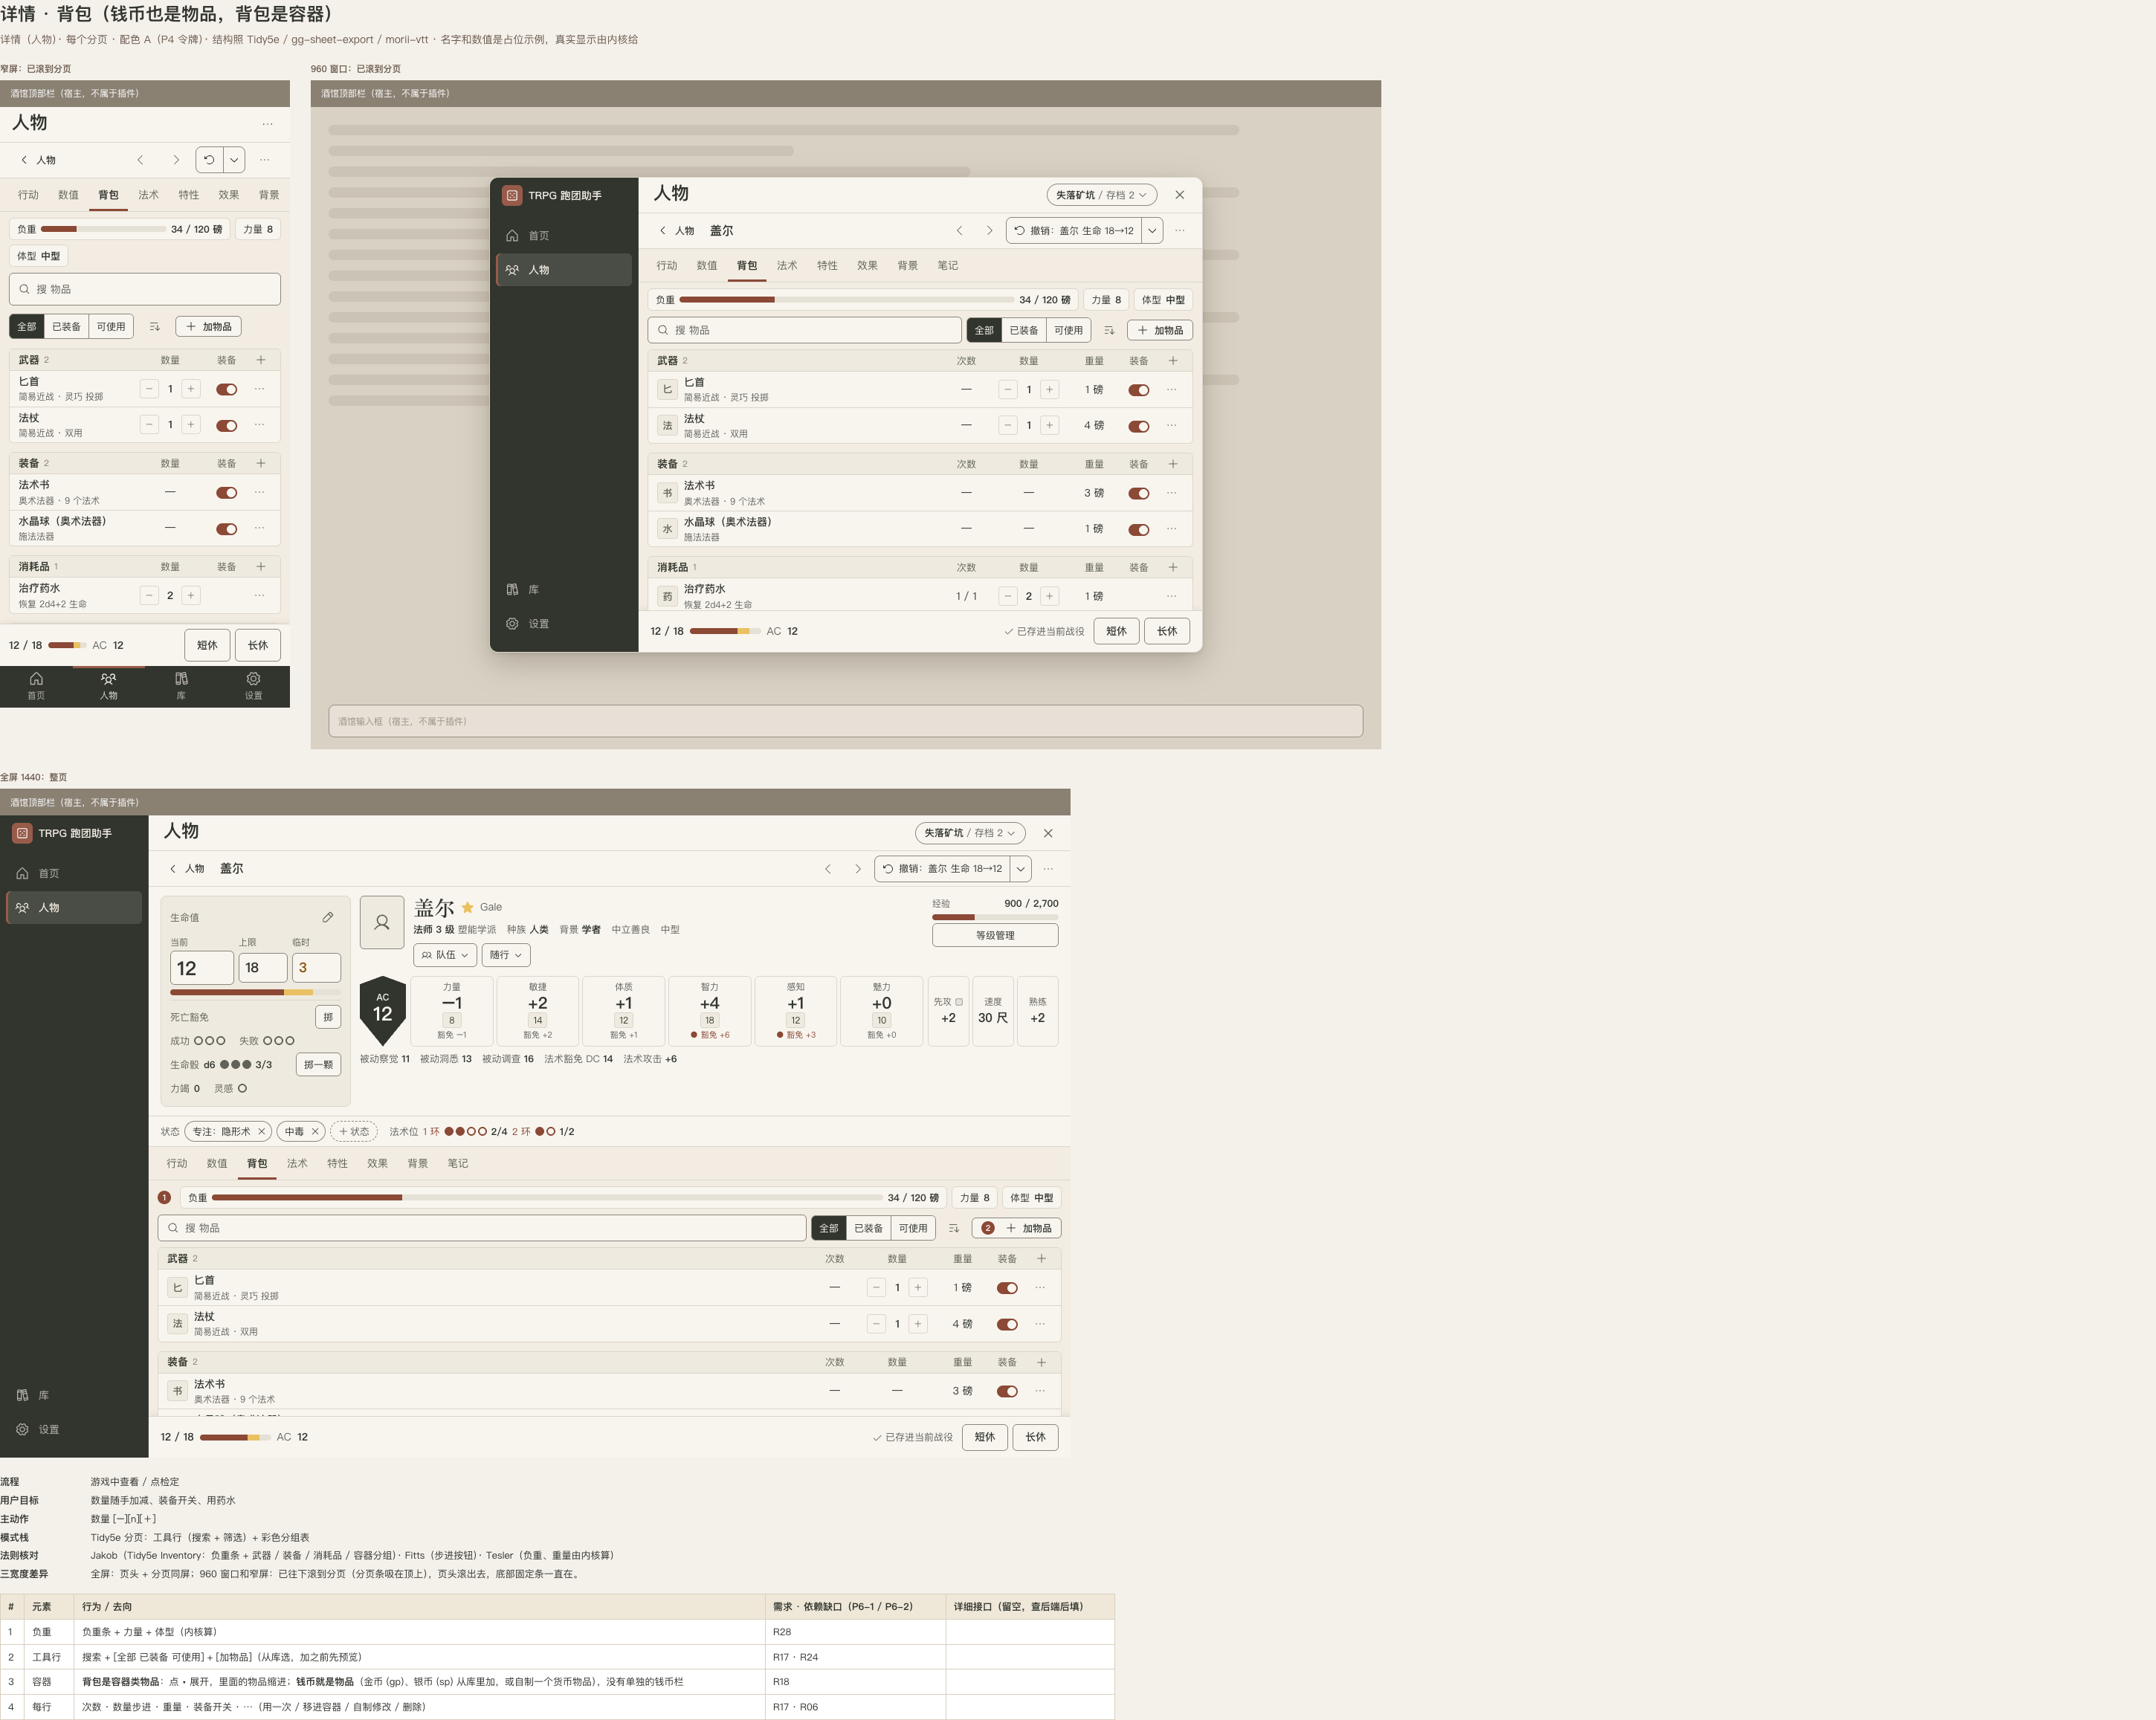 详情 · 背包（钱币也是物品，背包是容器）
详情（人物）· 每个分页 · 配色 A（P4 令牌）· 结构照 Tidy5e / gg-sheet-export / morii-vtt · 名字和数值是占位示例，真实显示由内核给
窄屏：已滚到分页
酒馆顶部栏（宿主，不属于插件）
人物 ···
人物 ···
行动 数值 背包 法术 特性 效果 背景
负重 34 / 120 磅 力量 8
体型 中型
搜 物品
全部 已装备 可使用 ＋ 加物品
武器 2 数量 装备 ＋
匕首 − 1 + ···
简易近战 · 灵巧 投掷
法杖 − 1 + ···
简易近战 · 双用
装备 2 数量 装备 ＋
法术书 — ···
奥术法器 · 9 个法术
水晶球（奥术法器） — ···
施法法器
消耗品 1 数量 装备 ＋
治疗药水 − 2 + ···
恢复 2d4+2 生命
12 / 18 AC 12 短休 长休
首页 人物 库 设置
960 窗口：已滚到分页
酒馆顶部栏（宿主，不属于插件）
TRPG 跑团助手
首页
人物
库
设置
人物 失落矿坑 / 存档 2
人物 盖尔 撤销：盖尔 生命 18→12 ···
行动 数值 背包 法术 特性 效果 背景 笔记
负重 34 / 120 磅 力量 8 体型 中型
搜 物品 全部 已装备 可使用 ＋ 加物品
武器 2 次数 数量 重量 装备 ＋
匕 匕首 — − 1 + 1 磅 ···
简易近战 · 灵巧 投掷
法 法杖 — − 1 + 4 磅 ···
简易近战 · 双用
装备 2 次数 数量 重量 装备 ＋
书 法术书 — — 3 磅 ···
奥术法器 · 9 个法术
水 水晶球（奥术法器） — — 1 磅 ···
施法法器
消耗品 1 次数 数量 重量 装备 ＋
药 治疗药水 1 / 1 − 2 + 1 磅 ···
恢复 2d4+2 生命
12 / 18 AC 12 已存进当前战役 短休 长休
酒馆输入框（宿主，不属于插件）
全屏 1440：整页
酒馆顶部栏（宿主，不属于插件）
TRPG 跑团助手
首页
人物
库
设置
人物 失落矿坑 / 存档 2
人物 盖尔 撤销：盖尔 生命 18→12 ···
生命值
当前 上限 临时
12 18 3
死亡豁免 掷
成功 失败
生命骰 d6 3/3 掷一颗
力竭 0 灵感
盖尔 Gale
法师 3 级 塑能学派 种族 人类 背景 学者 中立善良 中型
队伍 随行
经验 900 / 2,700
等级管理
AC 12
力量 −1 8 豁免 −1
敏捷 +2 14 豁免 +2
体质 +1 12 豁免 +1
智力 +4 18 豁免 +6
感知 +1 12 豁免 +3
魅力 +0 10 豁免 +0
先攻 +2
速度 30 尺
熟练 +2
被动察觉 11 被动洞悉 13 被动调查 16 法术豁免 DC 14 法术攻击 +6
状态 专注：隐形术 × 中毒 × ＋状态 法术位 1 环 2/4 2 环 1/2
行动 数值 背包 法术 特性 效果 背景 笔记
1 负重 34 / 120 磅 力量 8 体型 中型
搜 物品 全部 已装备 可使用 2 ＋ 加物品
武器 2 次数 数量 重量 装备 ＋
匕 匕首 — − 1 + 1 磅 ···
简易近战 · 灵巧 投掷
法 法杖 — − 1 + 4 磅 ···
简易近战 · 双用
装备 2 次数 数量 重量 装备 ＋
书 法术书 — — 3 磅 ···
奥术法器 · 9 个法术
12 / 18 AC 12 已存进当前战役 短休 长休
流程 游戏中查看 / 点检定
用户目标 数量随手加减、装备开关、用药水
主动作 数量 [−][n][＋]
模式栈 Tidy5e 分页：工具行（搜索 + 筛选）+ 彩色分组表
法则核对 Jakob（Tidy5e Inventory：负重条 + 武器 / 装备 / 消耗品 / 容器分组）· Fitts（步进按钮）· Tesler（负重、重量由内核算）
三宽度差异 全屏：页头 + 分页同屏；960 窗口和窄屏：已往下滚到分页（分页条吸在顶上），页头滚出去，底部固定条一直在。
# 元素 行为 / 去向 需求 · 依赖缺口（P6-1 / P6-2） 详细接口（留空，查后端后填）
1 负重 负重条 + 力量 + 体型（内核算） R28
2 工具行 搜索 + [全部 已装备 可使用] + [加物品]（从库选，加之前先预览） R17 · R24
3 容器 背包是容器类物品：点 ▸ 展开，里面的物品缩进；钱币就是物品（金币 (gp)、银币 (sp) 从库里加，或自制一个货币物品），没有单独的钱币栏 R18
4 每行 次数 · 数量步进 · 重量 · 装备开关 · ⋯（用一次 / 移进容器 / 自制修改 / 删除） R17 · R06